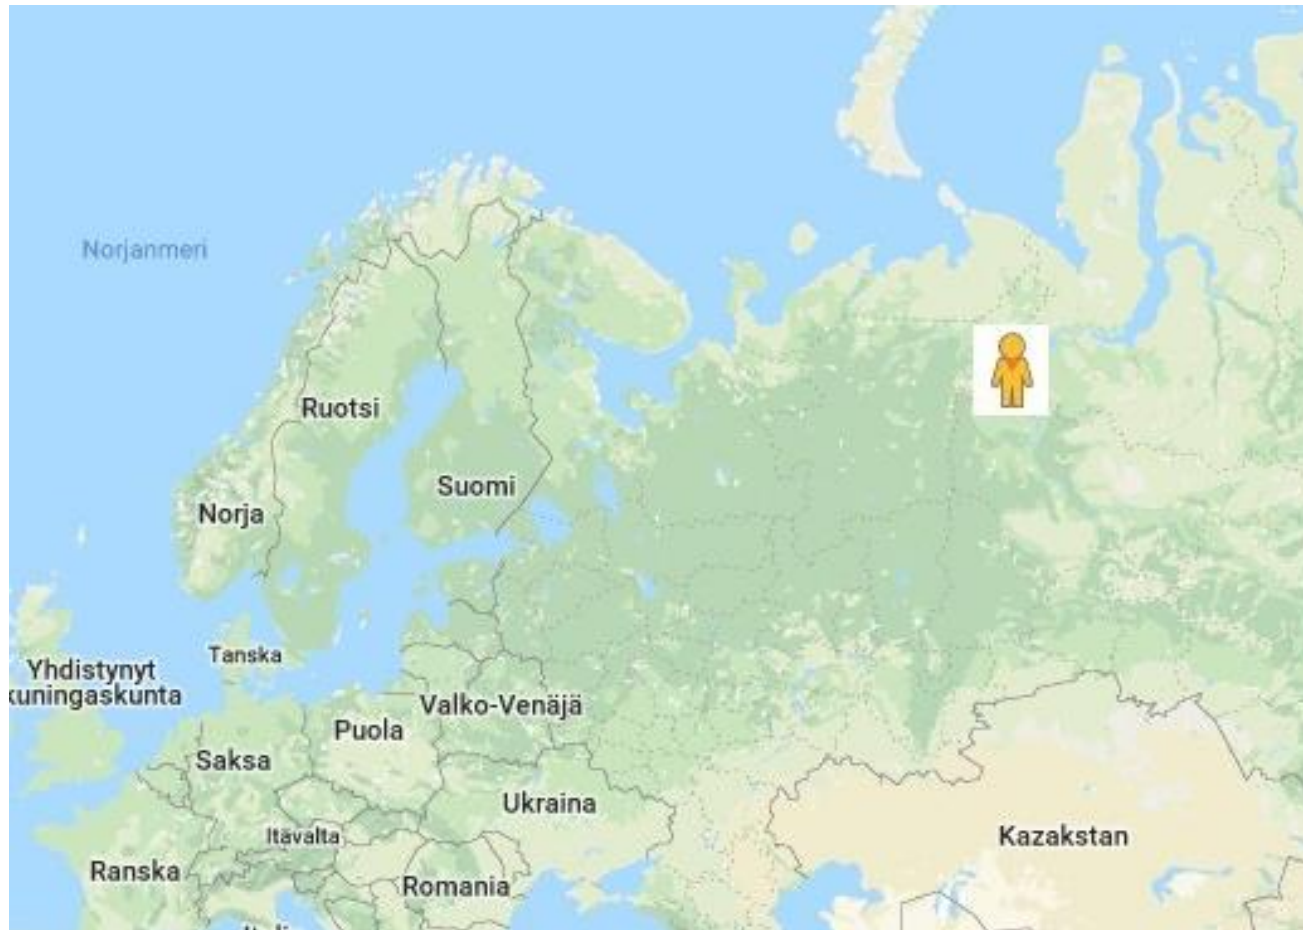 Norjanmeri
Ruotsi
Suomi
Norja
Tanska
Yhdistynyt
kuningaskunta
Valko-Venäjä
Puola
Saksa
Ukraina
Itävalta
Kazakstan
Ranska
Romania